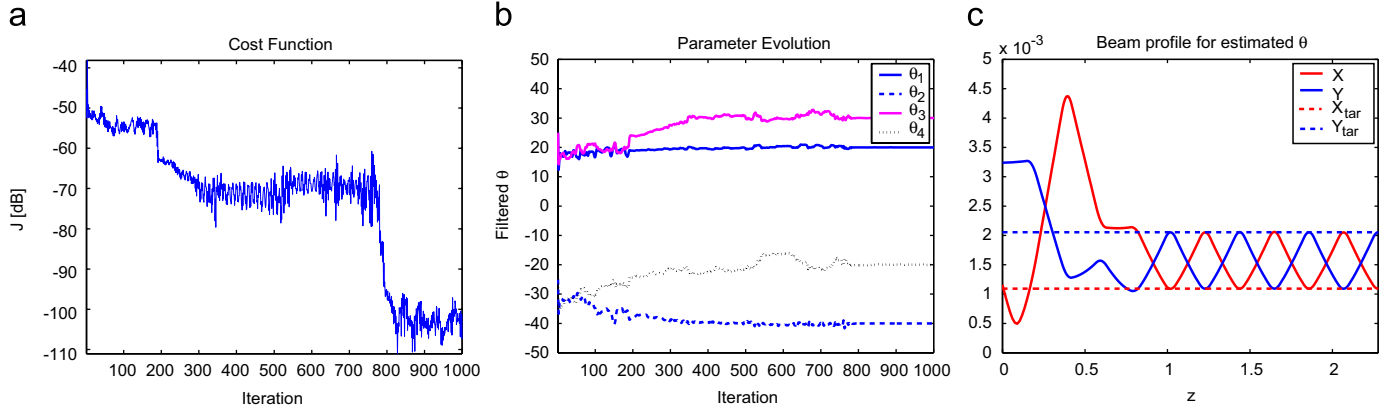 a
Cost Function
-40
-50
-60
-70
-80
-90
-100
-110
J [dB]
100 200 300 400 500 600 700 800 900 1000
Iteration
b
Parameter Evolution
50
40
30
20
10
0
-10
-20
-30
-40
-50
Filtered θ
θ1
θ2
θ3
θ4
100 200 300 400 500 600 700 800 900 1000
Iteration
c
Beam profile for estimated θ
x 10⁻³
5
4.5
4
3.5
3
2.5
2
1.5
1
0.5
0
X
Y
Xtar
Ytar
0 0.5 1 1.5 2
z